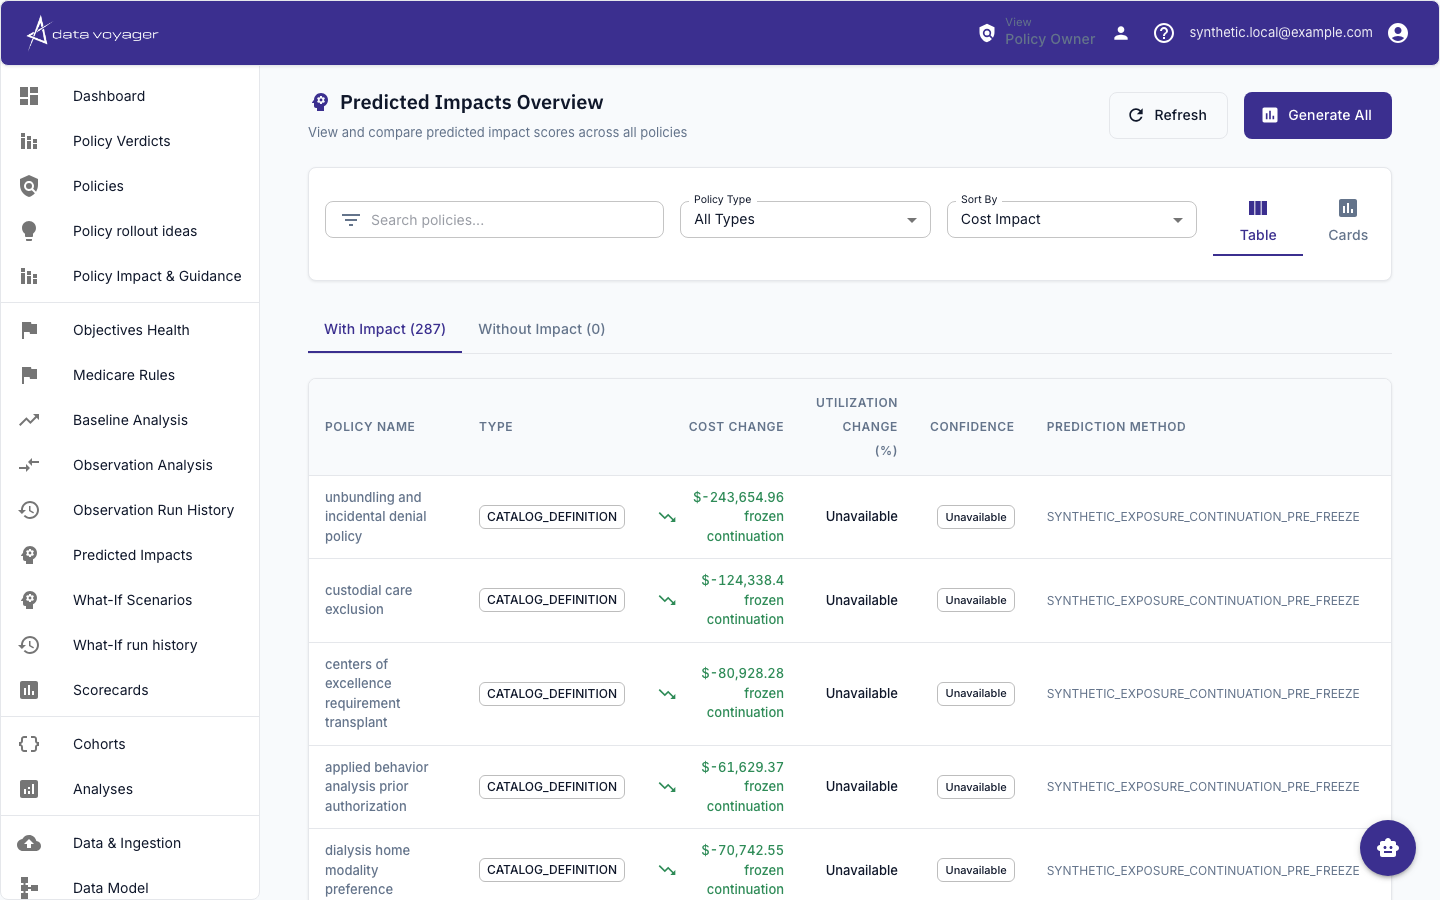 data voyager
View
Policy Owner
synthetic.local@example.com
Dashboard
Policy Verdicts
Policies
Policy rollout ideas
Policy Impact & Guidance
Objectives Health
Medicare Rules
Baseline Analysis
Observation Analysis
Observation Run History
Predicted Impacts
What-If Scenarios
What-If run history
Scorecards
Cohorts
Analyses
Data & Ingestion
Data Model
Predicted Impacts Overview
View and compare predicted impact scores across all policies
Refresh
Generate All
Search policies...
Policy Type
All Types
Sort By
Cost Impact
Table
Cards
With Impact (287)
Without Impact (0)
POLICY NAME
TYPE
COST CHANGE
UTILIZATION
CHANGE
(%)
CONFIDENCE
PREDICTION METHOD
unbundling and
incidental denial
policy
CATALOG_DEFINITION
$-243,654.96
frozen
continuation
Unavailable
Unavailable
SYNTHETIC_EXPOSURE_CONTINUATION_PRE_FREEZE
custodial care
exclusion
CATALOG_DEFINITION
$-124,338.4
frozen
continuation
Unavailable
Unavailable
SYNTHETIC_EXPOSURE_CONTINUATION_PRE_FREEZE
centers of
excellence
requirement
transplant
CATALOG_DEFINITION
$-80,928.28
frozen
continuation
Unavailable
Unavailable
SYNTHETIC_EXPOSURE_CONTINUATION_PRE_FREEZE
applied behavior
analysis prior
authorization
CATALOG_DEFINITION
$-61,629.37
frozen
continuation
Unavailable
Unavailable
SYNTHETIC_EXPOSURE_CONTINUATION_PRE_FREEZE
dialysis home
modality
preference
CATALOG_DEFINITION
$-70,742.55
frozen
continuation
Unavailable
Unavailable
SYNTHETIC_EXPOSURE_CONTINUATION_PRE_FREEZE